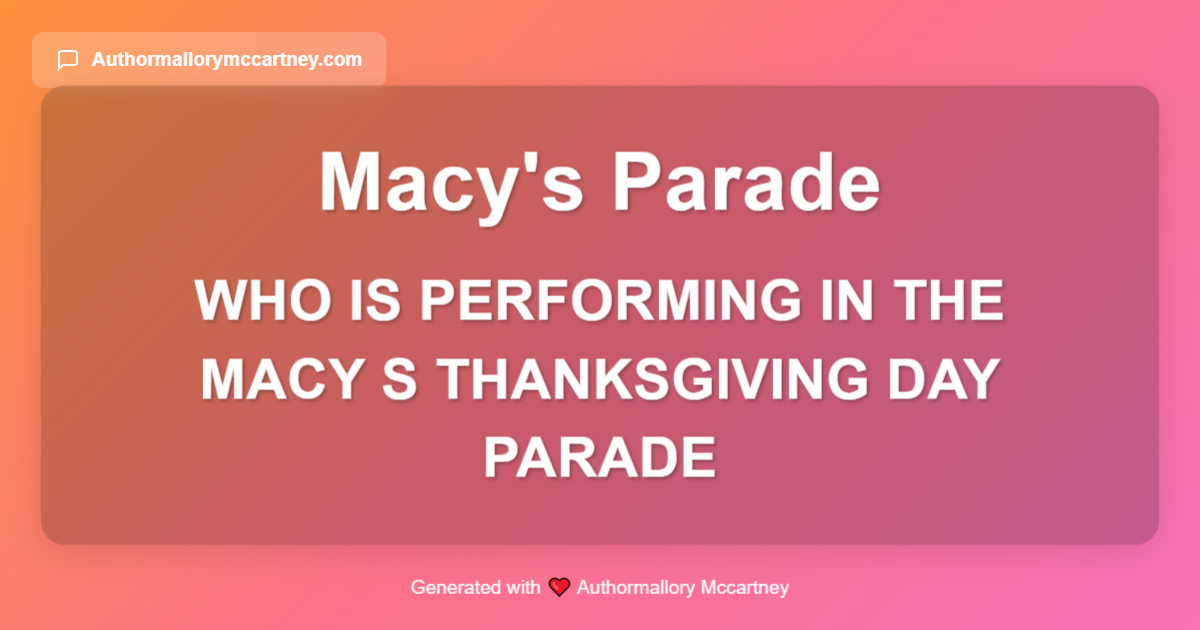 Authormallorymccartney.com
Macy's Parade
WHO IS PERFORMING IN THE
MACY S THANKSGIVING DAY
PARADE
Generated with ❤️ Authormallory Mccartney